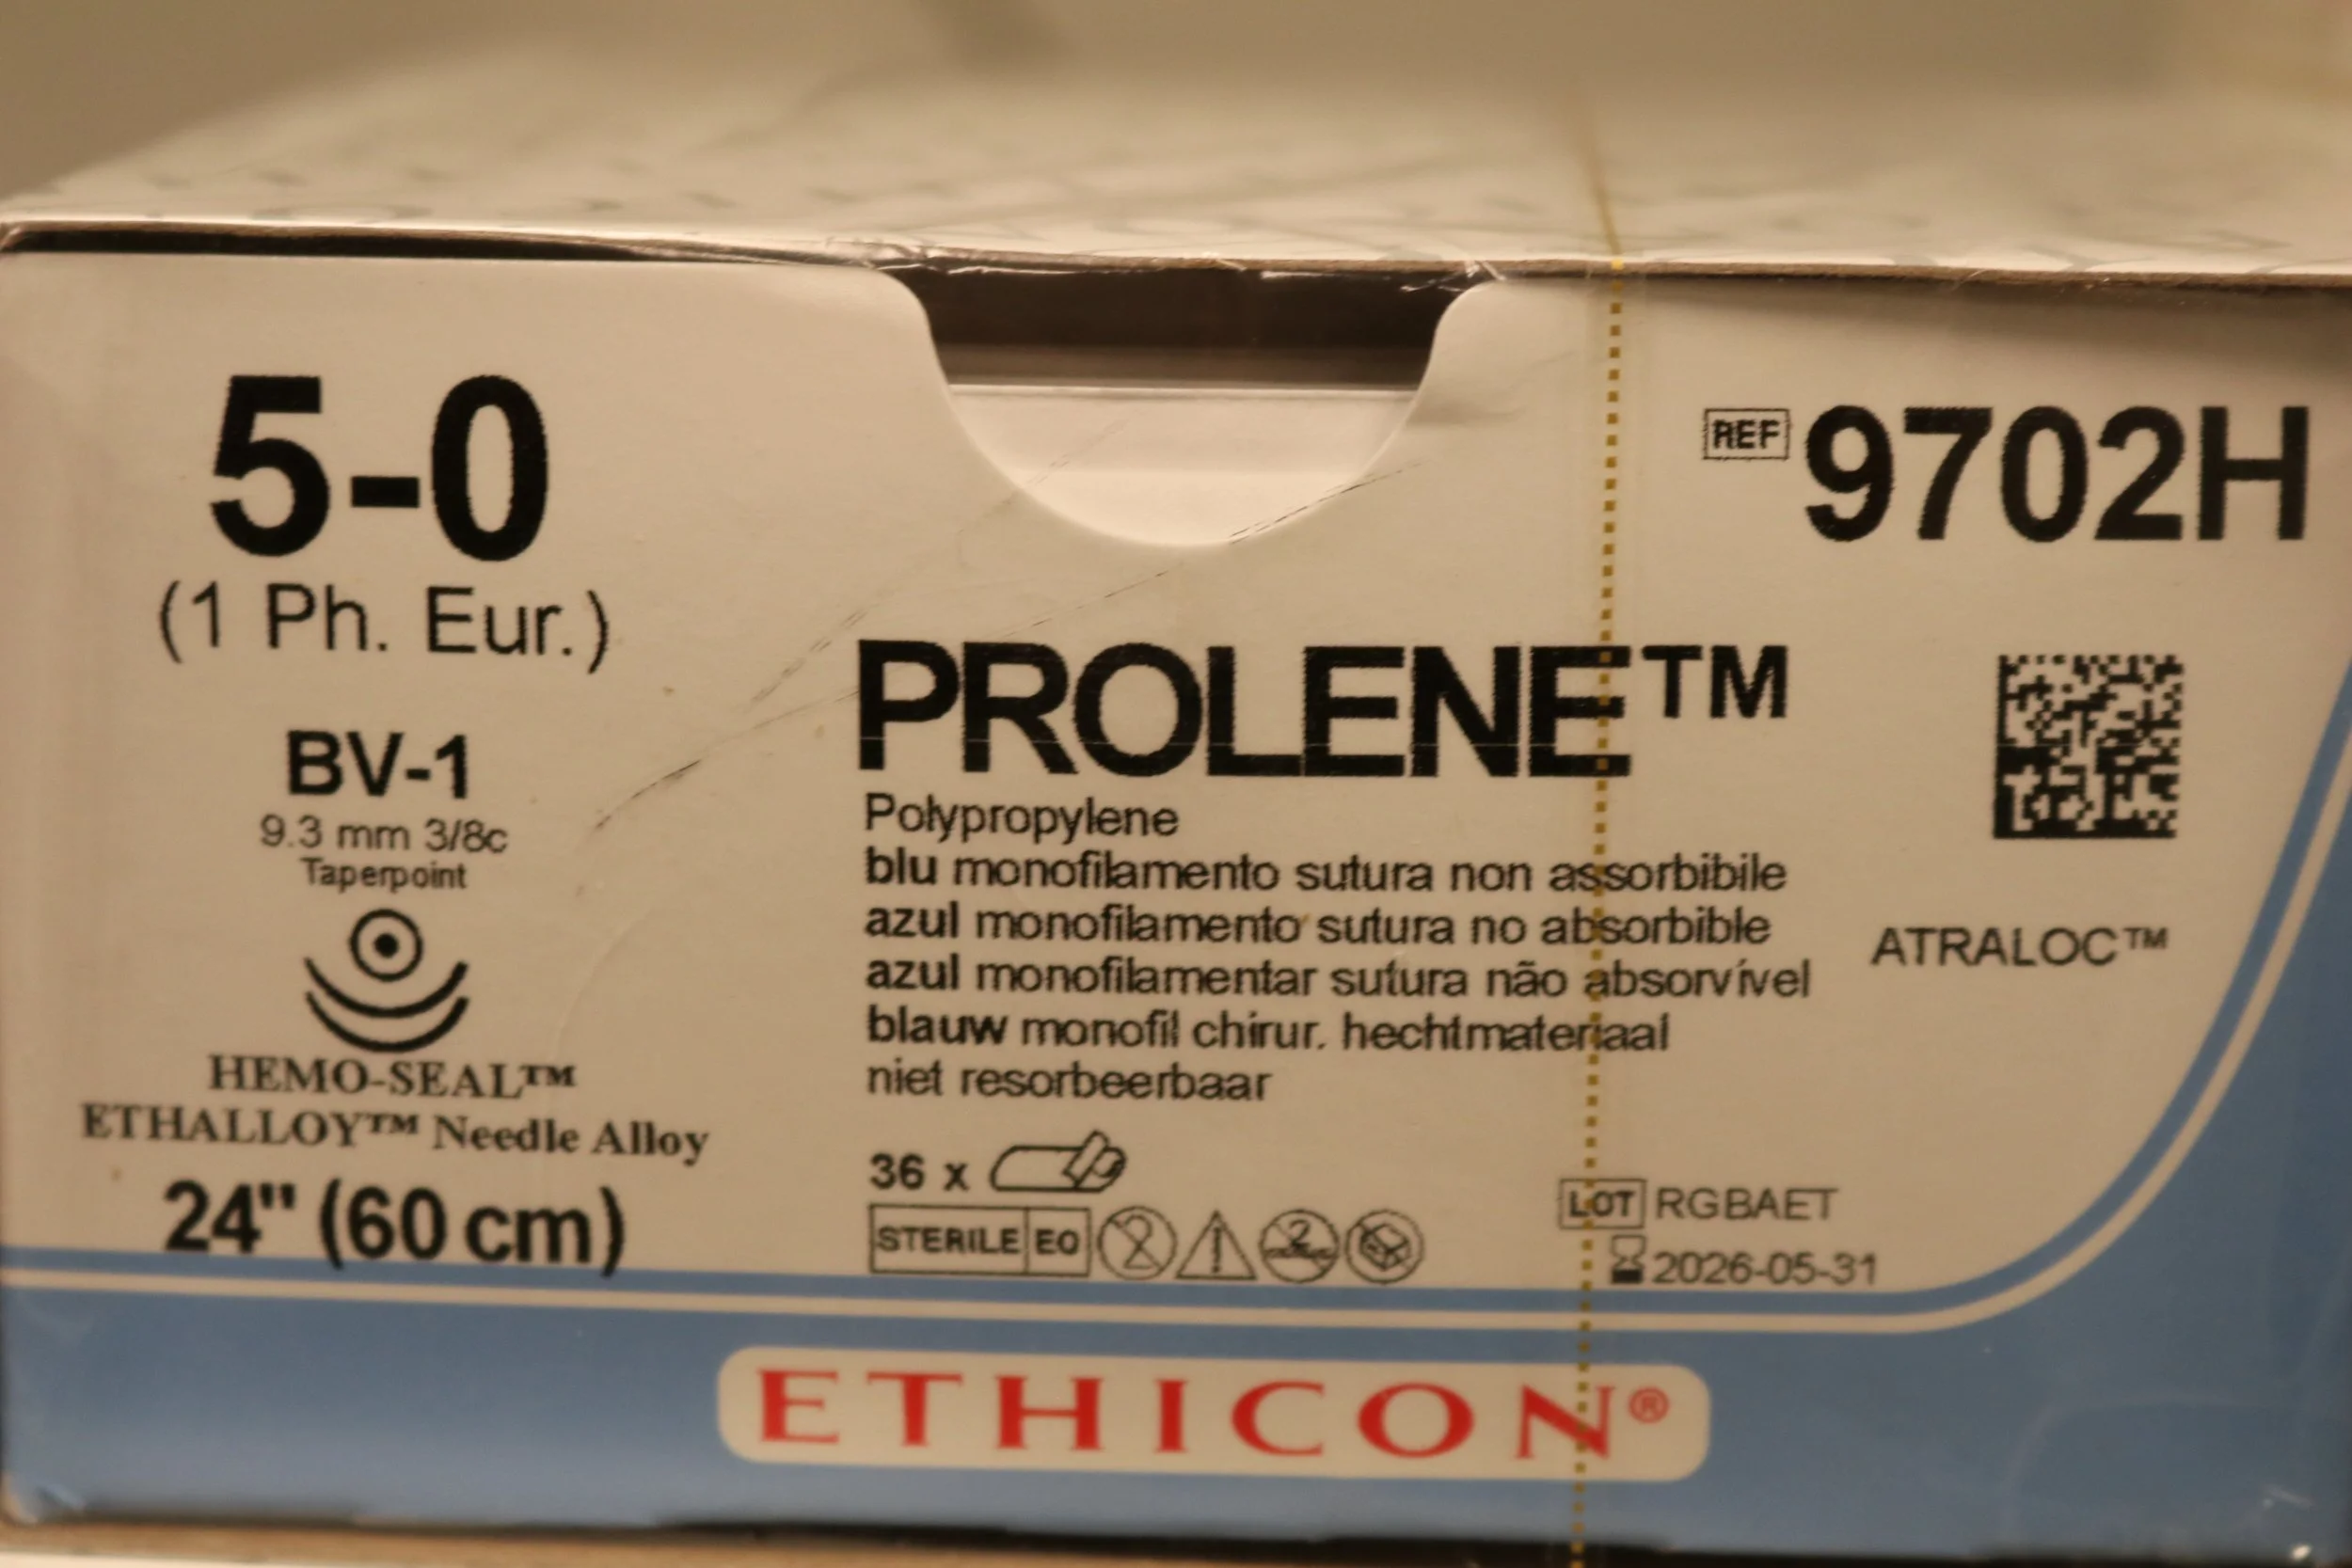 5-0
(1 Ph. Eur.)
BV-1
9.3 mm 3/8c
Taperpoint
HEMO-SEAL™
ETHALLOY™ Needle Alloy
24" (60 cm)
REF 9702H
PROLENE™
Polypropylene
blu monofilamento sutura non assorbibile
azul monofilamento sutura no absorbible
azul monofilamentar sutura não absorvível
blauw monofil chirur. hechtmateriaal
niet resorbeerbaar
ATRALOC™
36 x
STERILE EO 2 2
LOT RGBAET
2026-05-31
ETHICON®